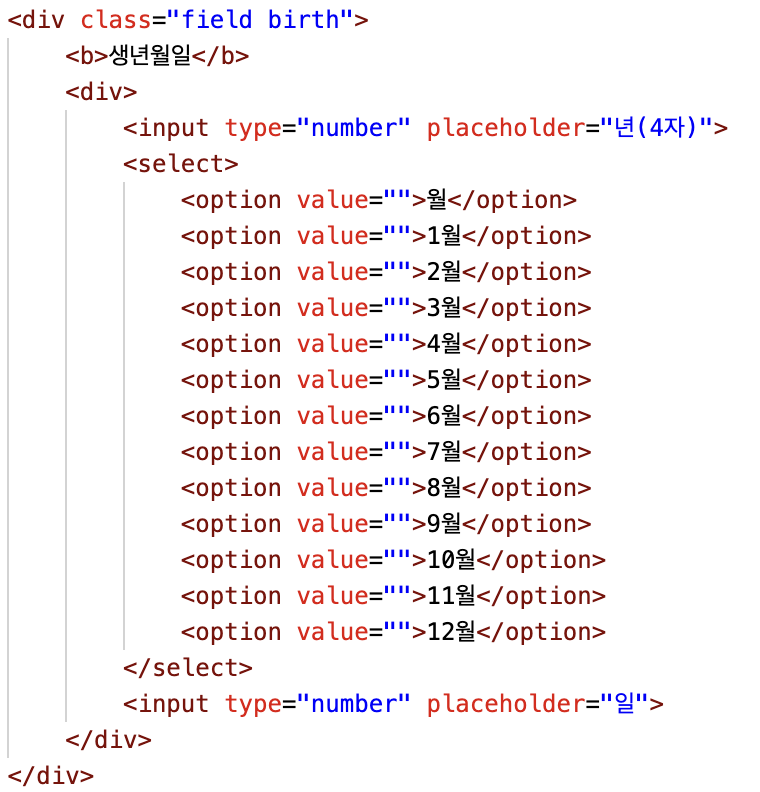 <div class="field birth">
    <b>생년월일</b>
    <div>
        <input type="number" placeholder="년(4자)">
        <select>
            <option value="">월</option>
            <option value="">1월</option>
            <option value="">2월</option>
            <option value="">3월</option>
            <option value="">4월</option>
            <option value="">5월</option>
            <option value="">6월</option>
            <option value="">7월</option>
            <option value="">8월</option>
            <option value="">9월</option>
            <option value="">10월</option>
            <option value="">11월</option>
            <option value="">12월</option>
        </select>
        <input type="number" placeholder="일">
    </div>
</div>